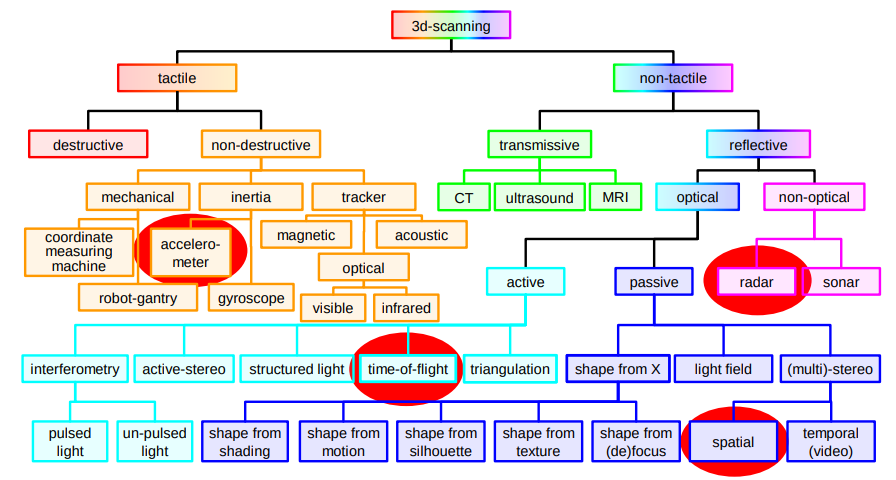 3d-scanning
tactile
non-tactile
destructive
non-destructive
transmissive
reflective
mechanical
inertia
tracker
CT
ultrasound
MRI
optical
non-optical
coordinate
measuring
machine
accelero-
meter
magnetic
acoustic
optical
robot-gantry
gyroscope
visible
infrared
active
passive
radar
sonar
interferometry
active-stereo
structured light
time-of-flight
triangulation
shape from X
light field
(multi)-stereo
pulsed
light
un-pulsed
light
shape from
shading
shape from
motion
shape from
silhouette
shape from
texture
shape from
(de)focus
spatial
temporal
(video)